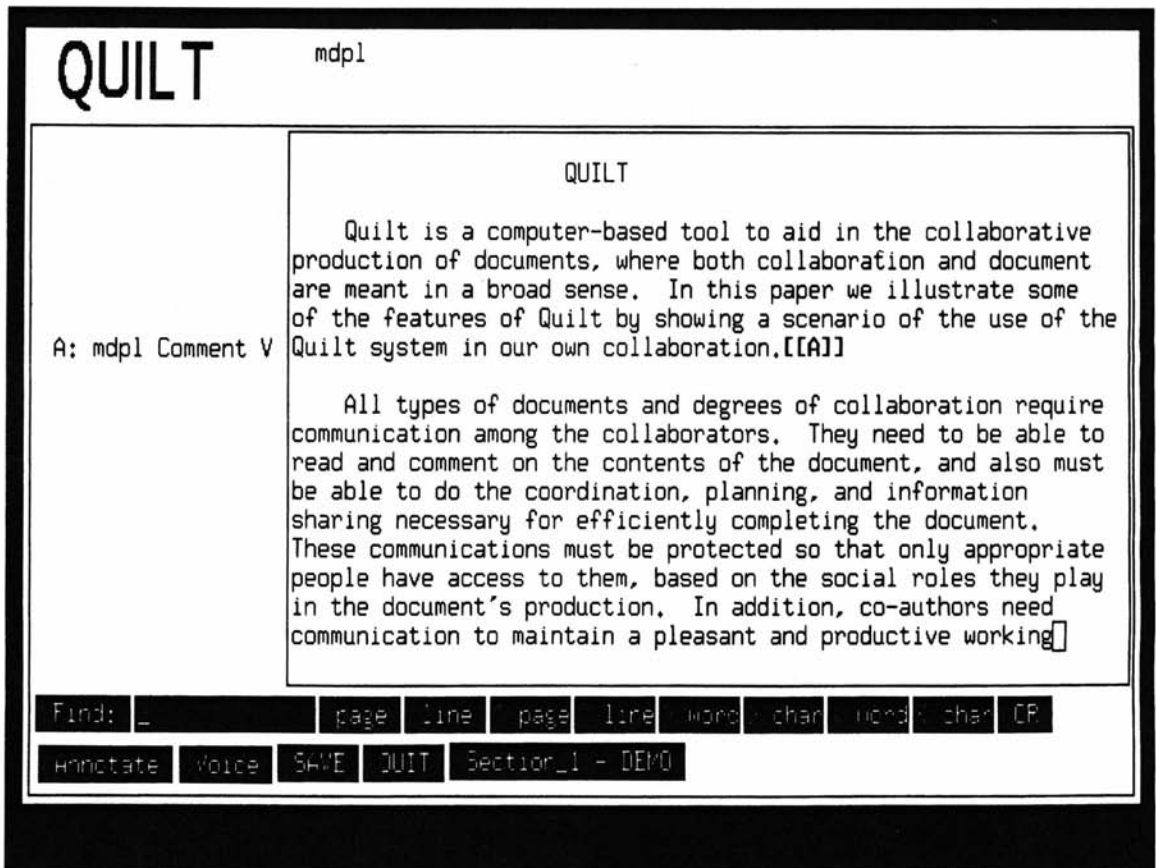 QUILT
mdpl
QUILT
Quilt is a computer-based tool to aid in the collaborative
production of documents, where both collaboration and document
are meant in a broad sense. In this paper we illustrate some
of the features of Quilt by showing a scenario of the use of the
A: mdpl Comment V
Quilt system in our own collaboration.[[A]]
All types of documents and degrees of collaboration require
communication among the collaborators. They need to be able to
read and comment on the contents of the document, and also must
be able to do the coordination, planning, and information
sharing necessary for efficiently completing the document.
These communications must be protected so that only appropriate
people have access to them, based on the social roles they play
in the document's production. In addition, co-authors need
communication to maintain a pleasant and productive working
Find: _ page line page line word char word char CR
Annotate Voice SAVE QUIT Section_1 - DEMO